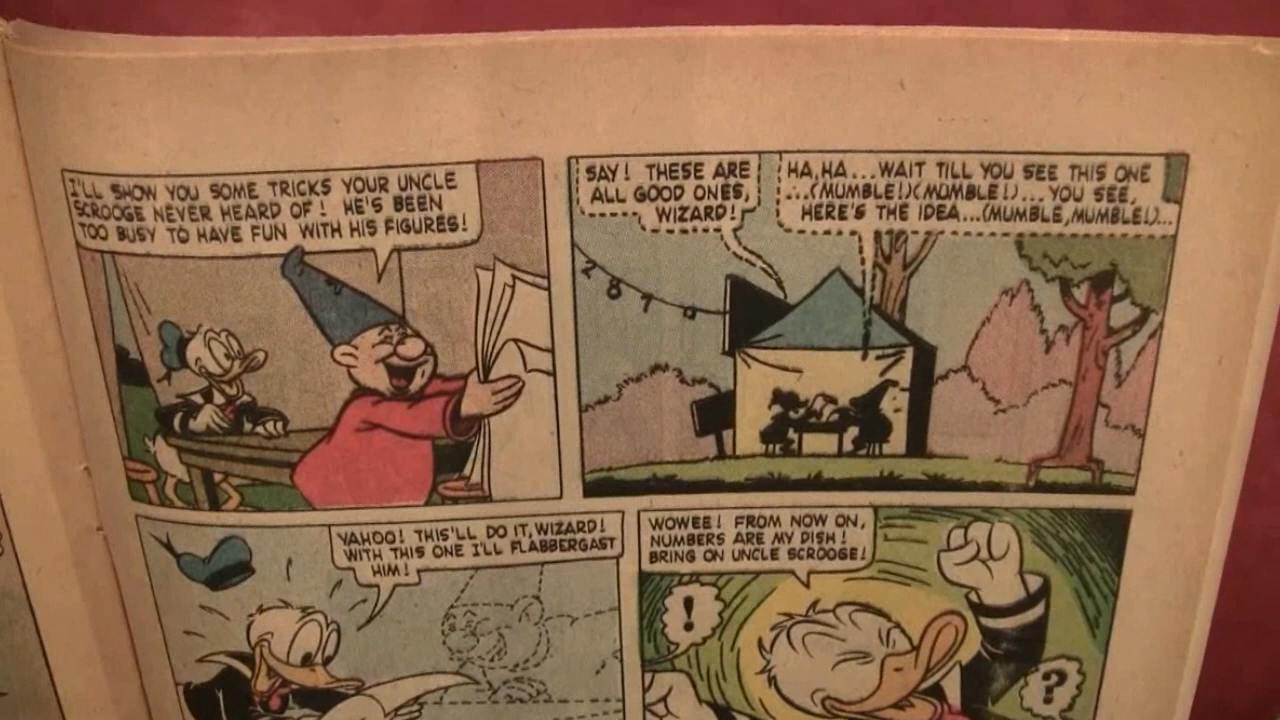 I'LL SHOW YOU SOME TRICKS YOUR UNCLE
SCROOGE NEVER HEARD OF! HE'S BEEN
TOO BUSY TO HAVE FUN WITH HIS FIGURES!
SAY! THESE ARE
ALL GOOD ONES,
WIZARD!
HA, HA...WAIT TILL YOU SEE THIS ONE
...(MUMBLE!)(MUMBLE!)...YOU SEE,
HERE'S THE IDEA...(MUMBLE, MUMBLE!)...
2 8 7
YAHOO! THIS'LL DO IT, WIZARD!
WITH THIS ONE I'LL FLABBERGAST
HIM!
WOWEE! FROM NOW ON,
NUMBERS ARE MY DISH!
BRING ON UNCLE SCROOGE!
!
?